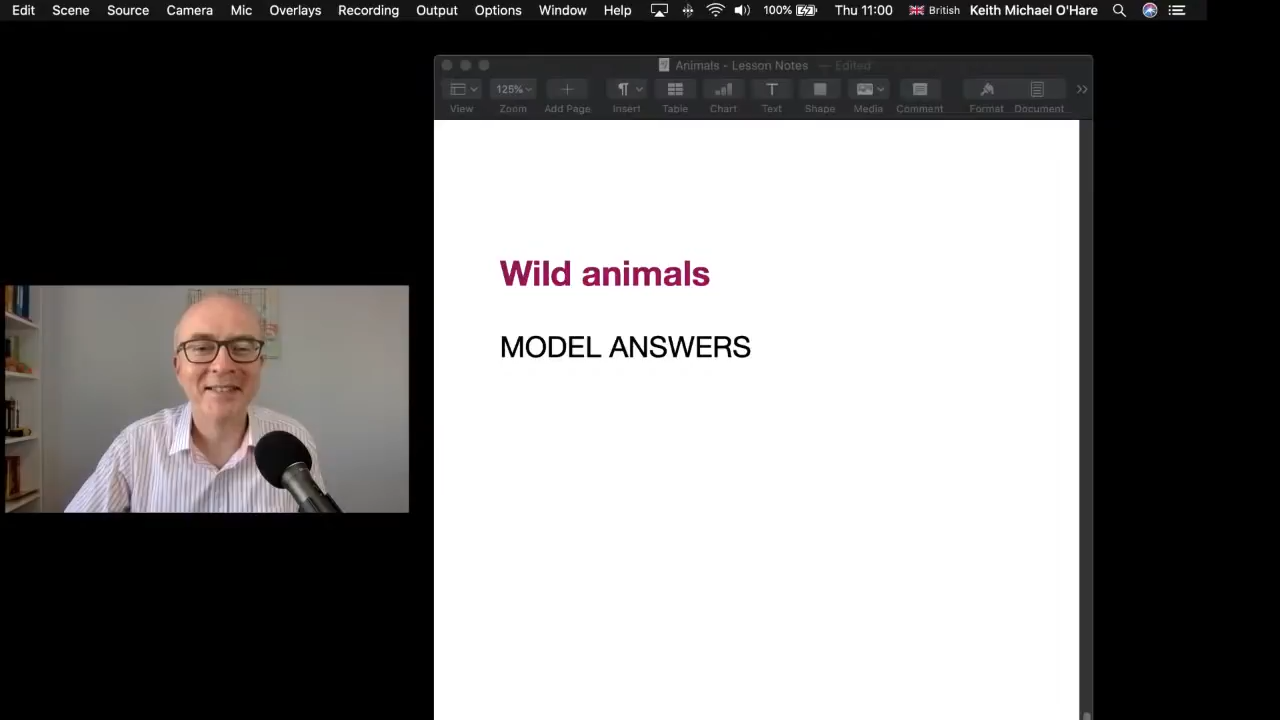 Edit Scene Source Camera Mic Overlays Recording Output Options Window Help 100% Thu 11:00 British Keith Michael O'Hare
Animals - Lesson Notes — Edited
125%
View Zoom Add Page Insert Table Chart Text Shape Media Comment Format Document
Wild animals
MODEL ANSWERS